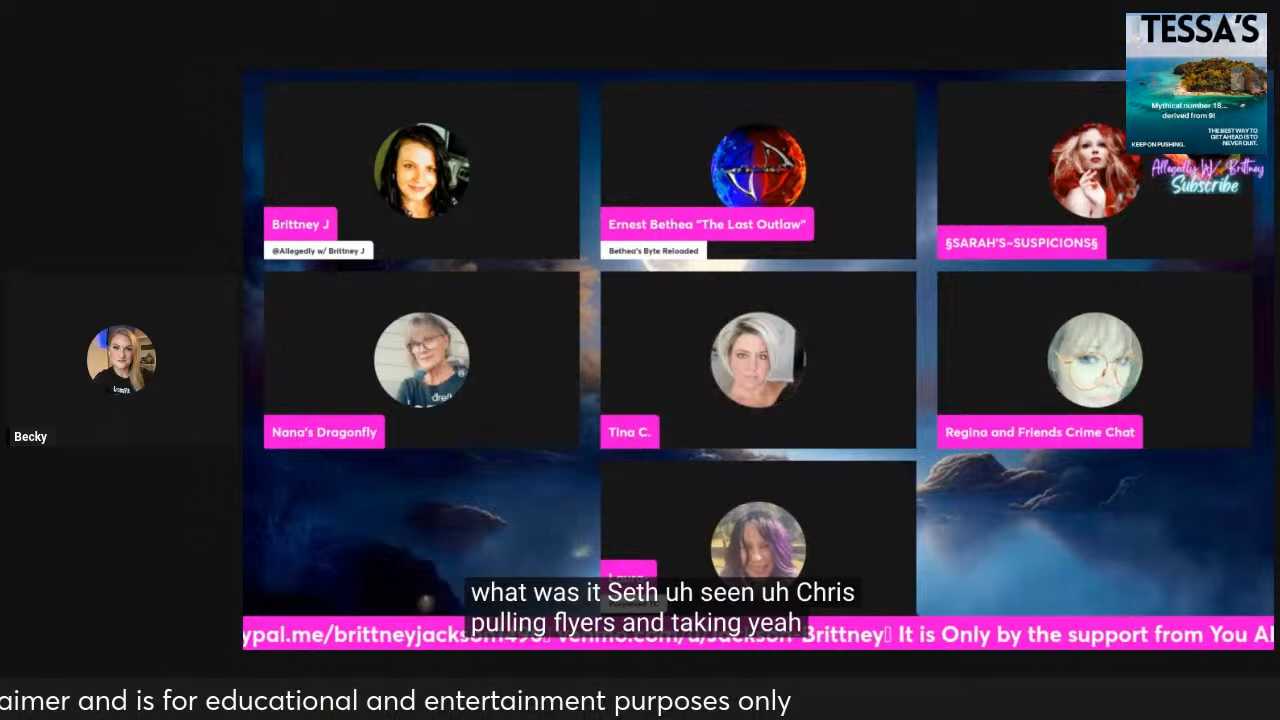 TESSA'S
Mythical number 18...
derived from 9!
THE BEST WAY TO
GET AHEAD IS TO
NEVER QUIT.
KEEP ON PUSHING.
Allegedly W/ Brittney
Subscribe
Brittney J
@Allegedly w/ Brittney J
Ernest Bethea "The Last Outlaw"
Bethea's Byte Reloaded
§SARAH'S~SUSPICIONS§
Becky
Nana's Dragonfly
Tina C.
Regina and Friends Crime Chat
what was it Seth uh seen uh Chris
pulling flyers and taking yeah
ypal.me/brittneyjackson Brittney It is Only by the support from You Al
aimer and is for educational and entertainment purposes only